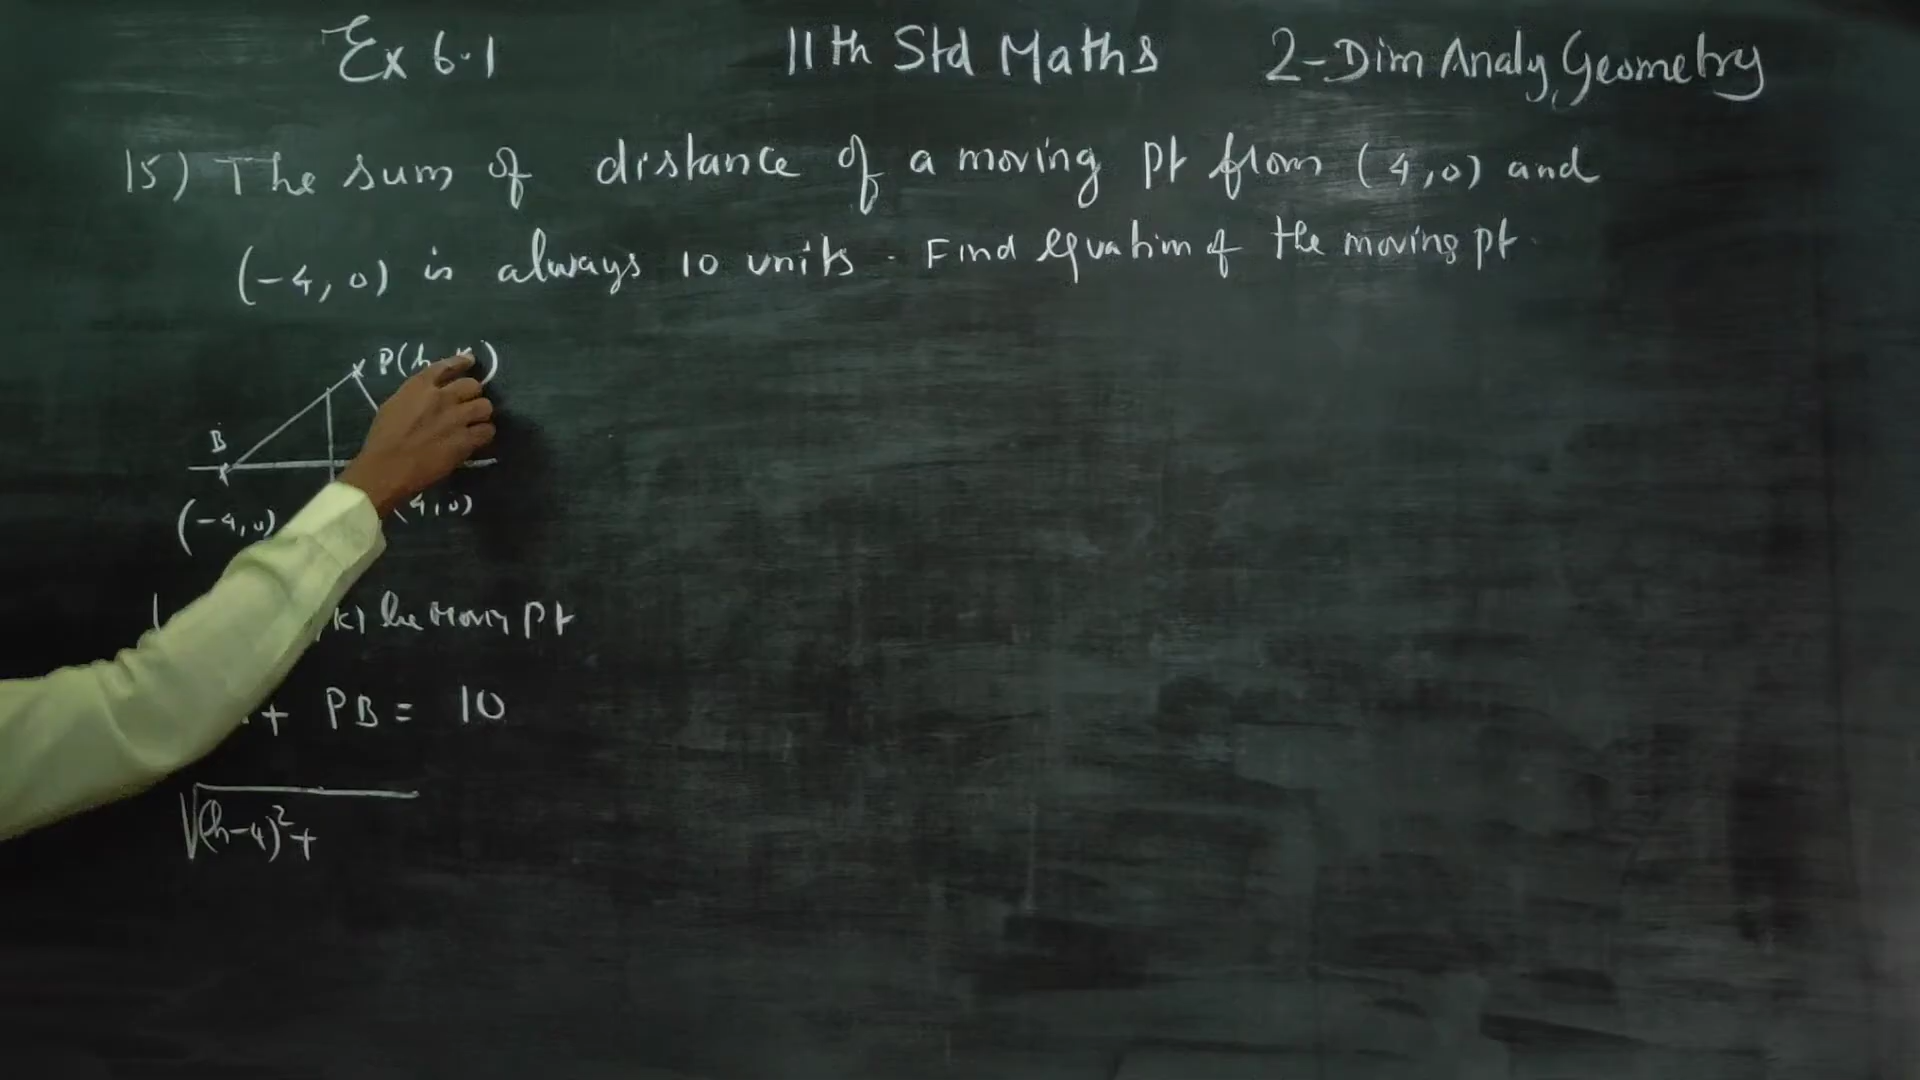 Ex 6.1 11th Std Maths 2-Dim Analy Geometry
15) The sum of distance of a moving pt from (4,0) and
(-4,0) is always 10 units. Find equation of the moving pt.
P(h
B
(-4,0) (4,0)
k) be moving pt
+ PB = 10
√(h-4)²+